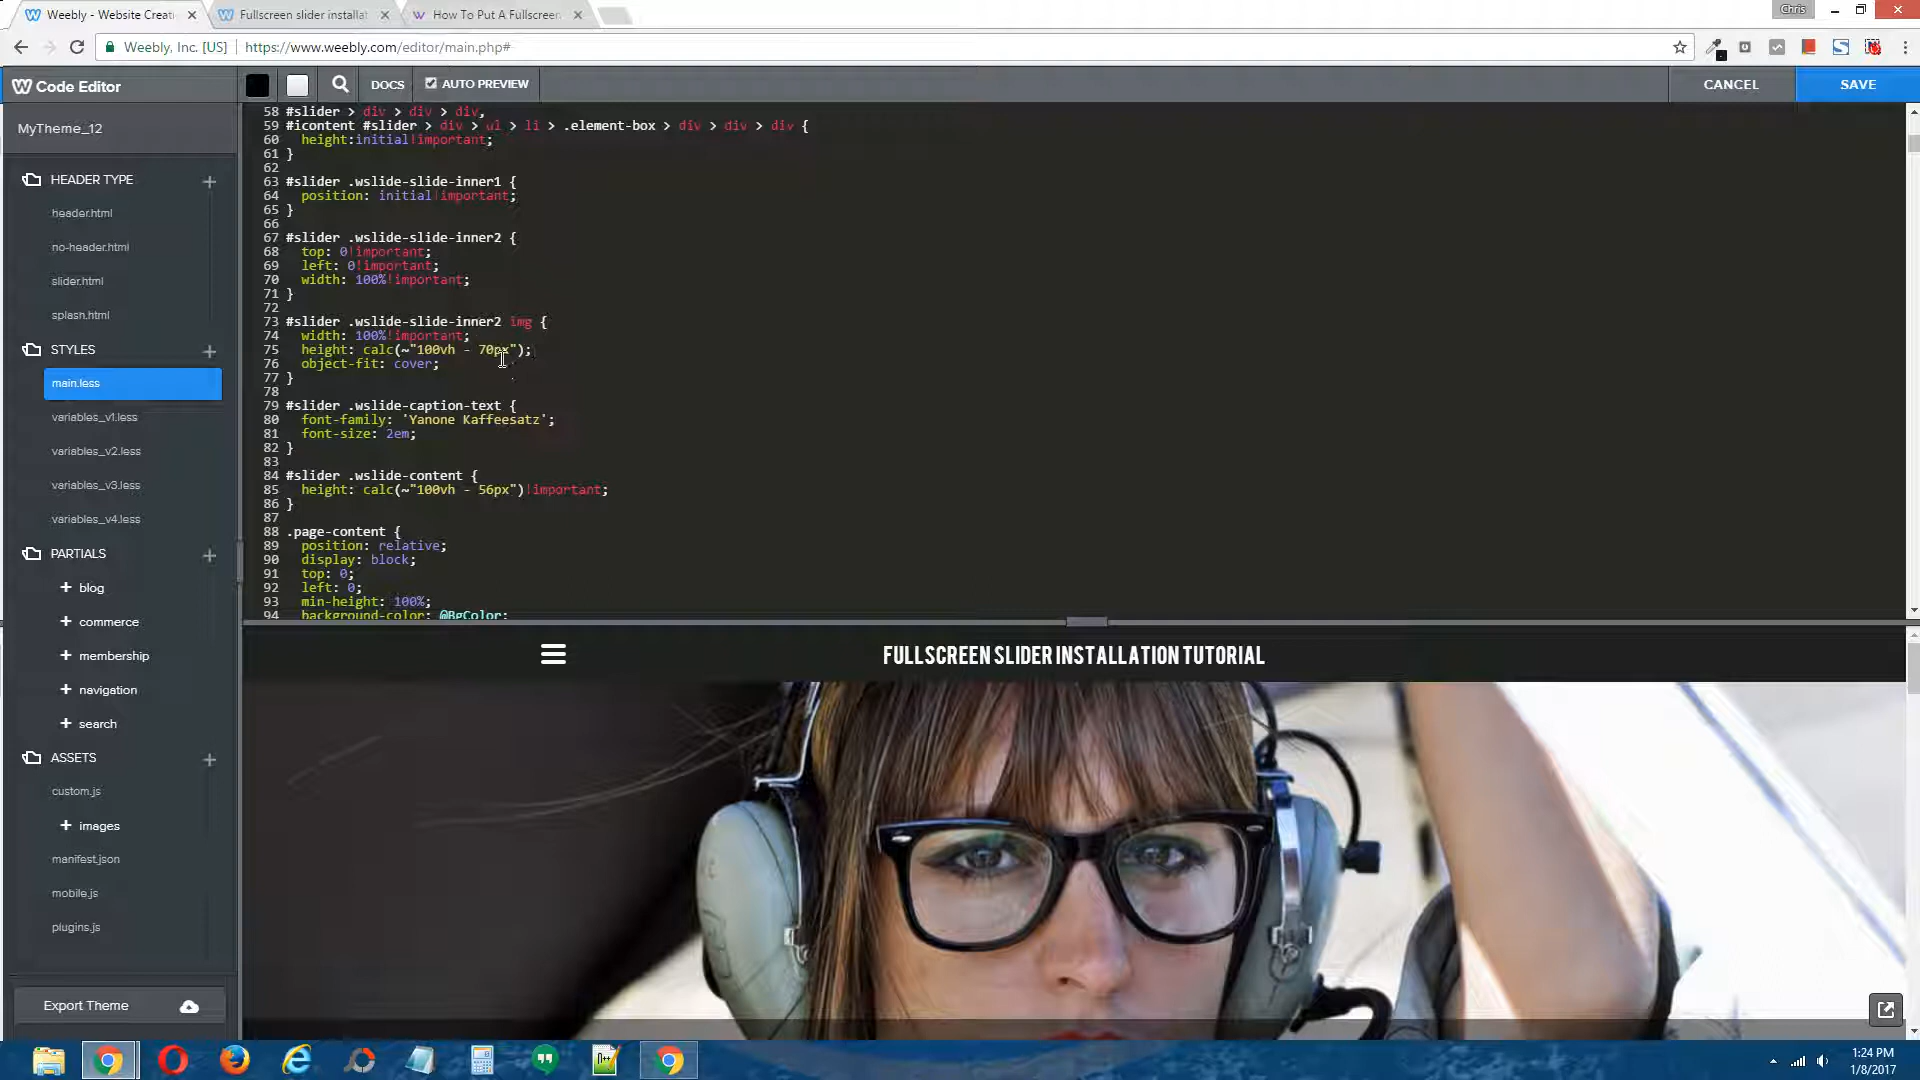 Weebly - Website Creati
Fullscreen slider installat
How To Put A Fullscreen
Chris
Weebly, Inc. [US]
https://www.weebly.com/editor/main.php#
Code Editor
DOCS
AUTO PREVIEW
CANCEL
SAVE
MyTheme_12
HEADER TYPE
header.html
no-header.html
slider.html
splash.html
STYLES
main.less
variables_v1.less
variables_v2.less
variables_v3.less
variables_v4.less
PARTIALS
blog
commerce
membership
navigation
search
ASSETS
custom.js
images
manifest.json
mobile.js
plugins.js
Export Theme
58 #slider > div > div > div,
59 #icontent #slider > div > ul > li > .element-box > div > div > div {
60 height:initial!important;
61 }
62
63 #slider .wslide-slide-inner1 {
64 position: initial!important;
65 }
66
67 #slider .wslide-slide-inner2 {
68 top: 0!important;
69 left: 0!important;
70 width: 100%!important;
71 }
72
73 #slider .wslide-slide-inner2 img {
74 width: 100%!important;
75 height: calc(~"100vh - 70px");
76 object-fit: cover;
77 }
78
79 #slider .wslide-caption-text {
80 font-family: 'Yanone Kaffeesatz';
81 font-size: 2em;
82 }
83
84 #slider .wslide-content {
85 height: calc(~"100vh - 56px")!important;
86 }
87
88 .page-content {
89 position: relative;
90 display: block;
91 top: 0;
92 left: 0;
93 min-height: 100%;
94 background-color: @BgColor;
FULLSCREEN SLIDER INSTALLATION TUTORIAL
1:24 PM
1/8/2017